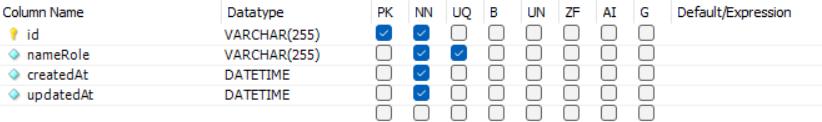 Column Name Datatype PK NN UQ B UN ZF AI G Default/Expression
id VARCHAR(255)
nameRole VARCHAR(255)
createdAt DATETIME
updatedAt DATETIME